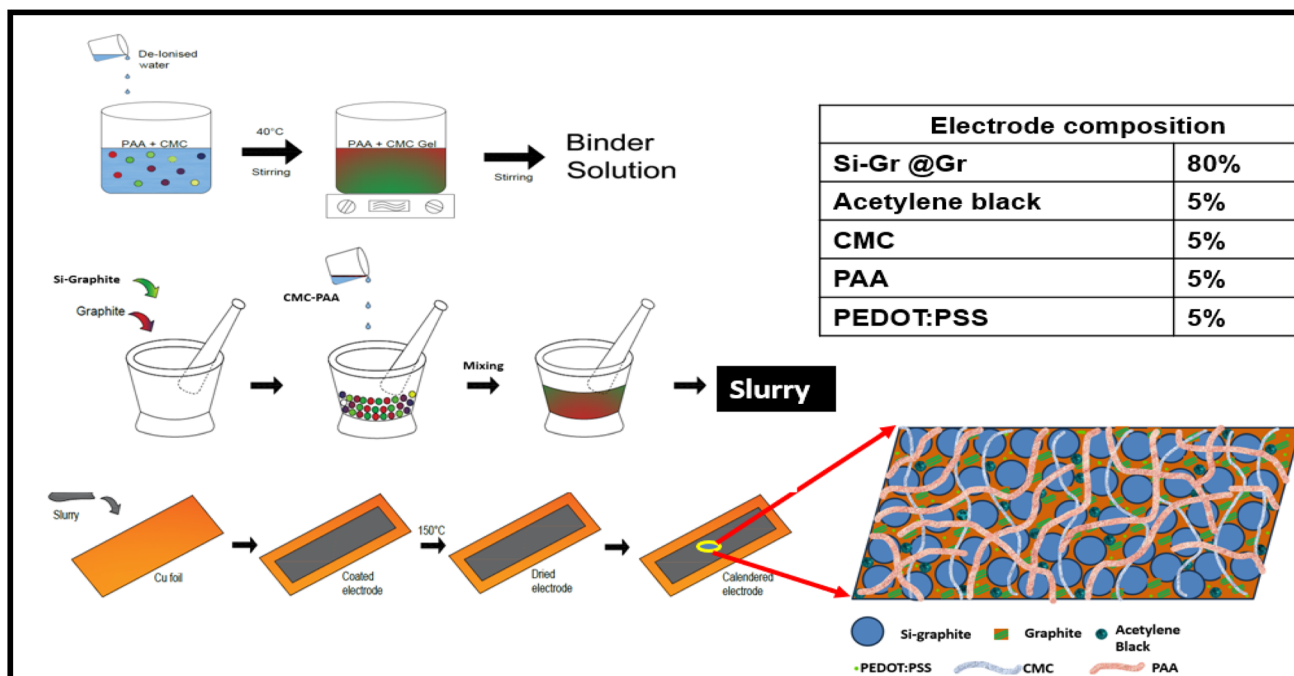 De-Ionised
water
PAA + CMC
40°C
Stirring
PAA + CMC Gel
Stirring
Binder
Solution
Electrode composition
Si-Gr @Gr 80%
Acetylene black 5%
CMC 5%
PAA 5%
PEDOT:PSS 5%
Si-Graphite
Graphite
CMC-PAA
Mixing
Slurry
Slurry
Cu foil
Coated
electrode
150°C
Dried
electrode
Calendered
electrode
Si-graphite Graphite Acetylene
Black
PEDOT:PSS CMC PAA